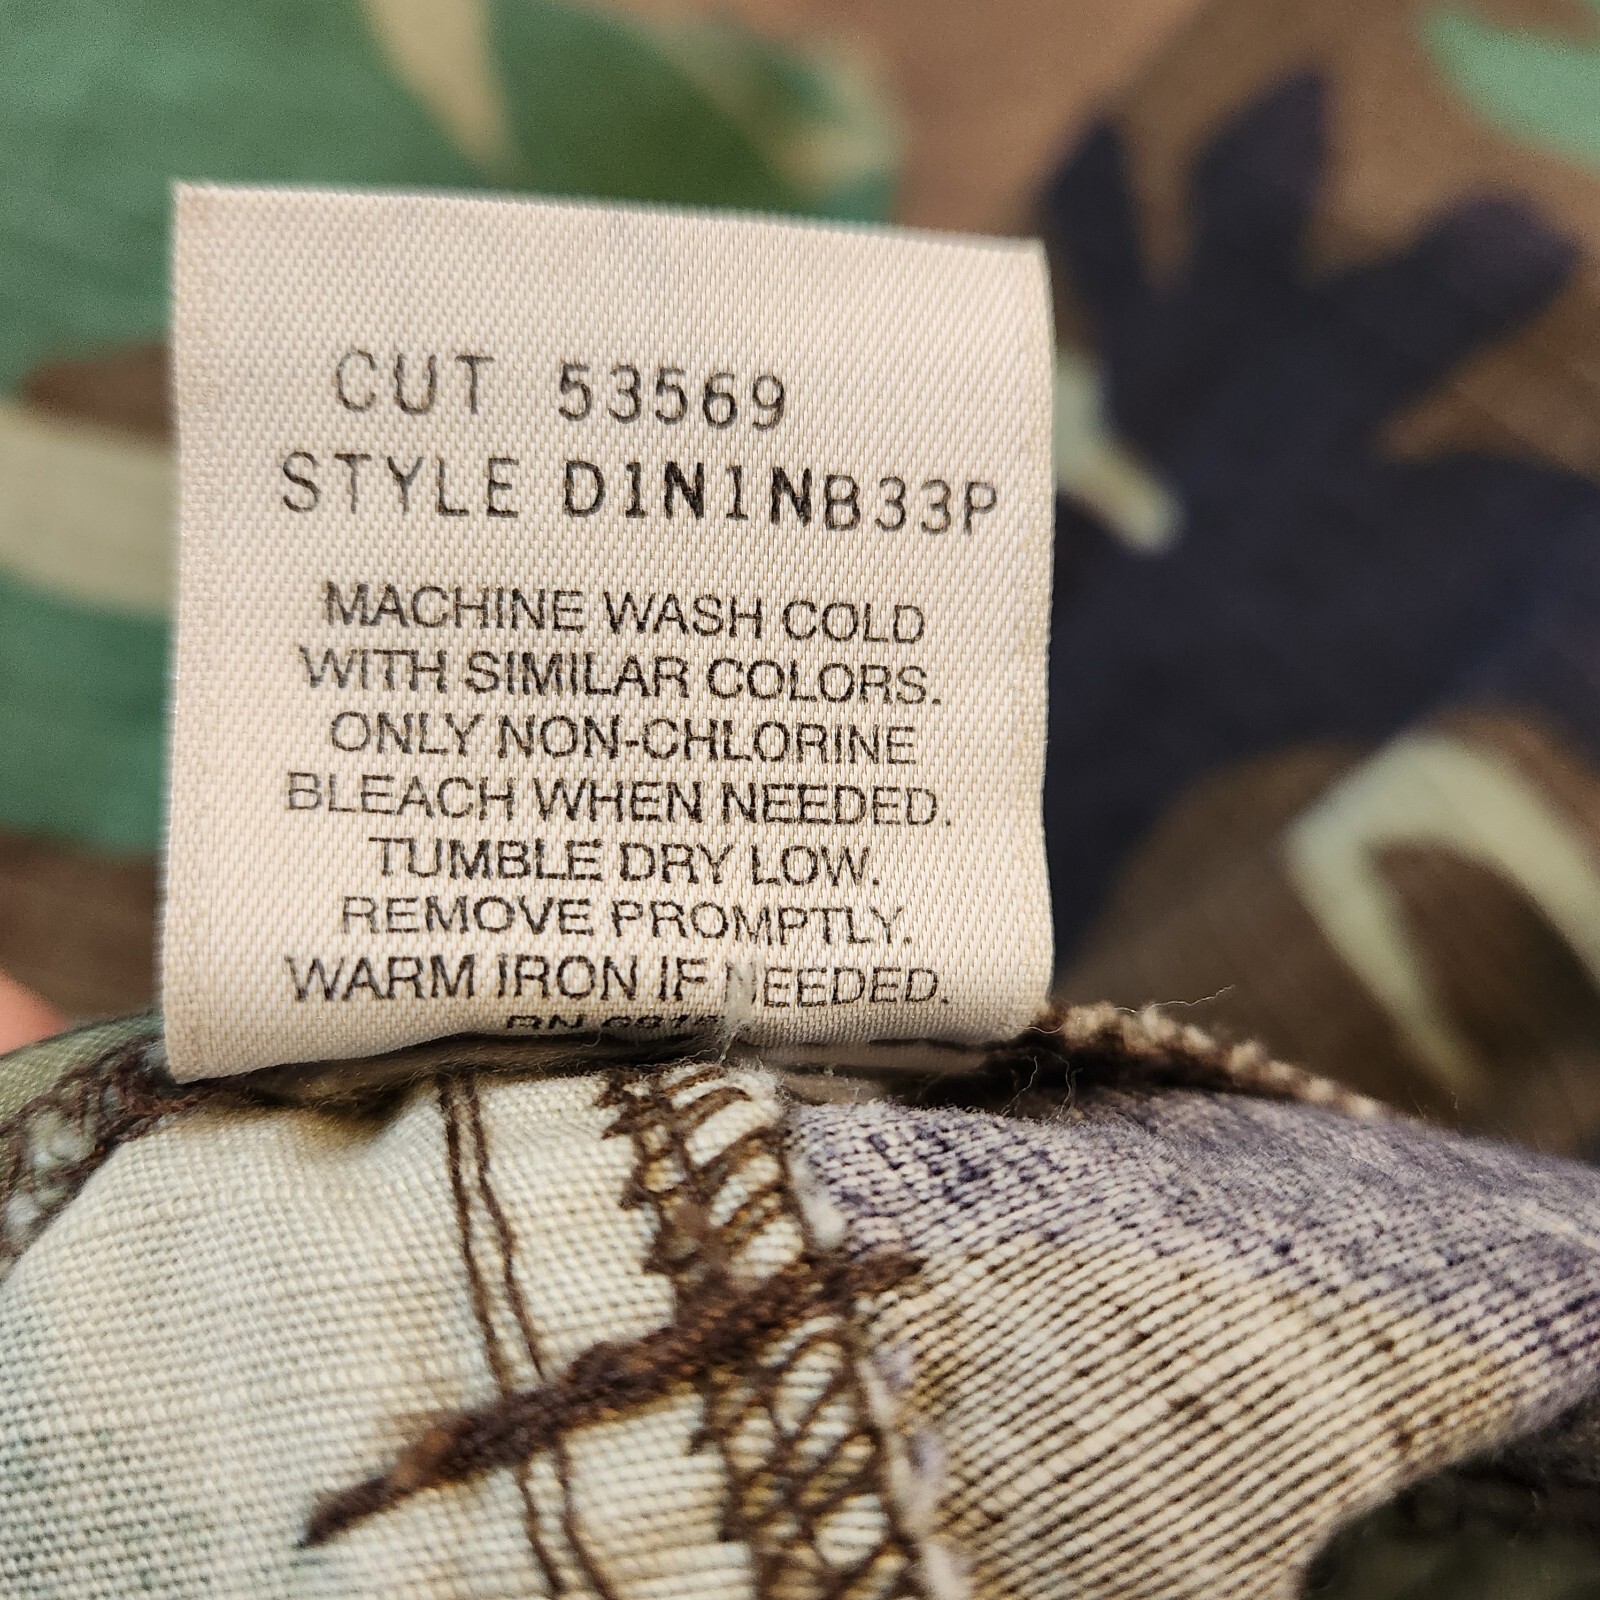 CUT 53569
STYLE D1N1NB33P
MACHINE WASH COLD
WITH SIMILAR COLORS.
ONLY NON-CHLORINE
BLEACH WHEN NEEDED.
TUMBLE DRY LOW.
REMOVE PROMPTLY.
WARM IRON IF NEEDED.
RN